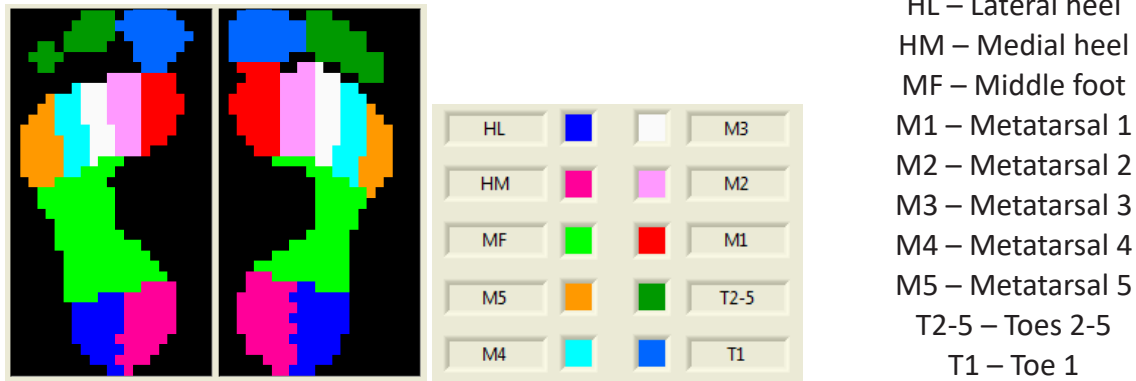 HL
M3
HM
M2
MF
M1
M5
T2-5
M4
T1
HL – Lateral heel
HM – Medial heel
MF – Middle foot
M1 – Metatarsal 1
M2 – Metatarsal 2
M3 – Metatarsal 3
M4 – Metatarsal 4
M5 – Metatarsal 5
T2-5 – Toes 2-5
T1 – Toe 1